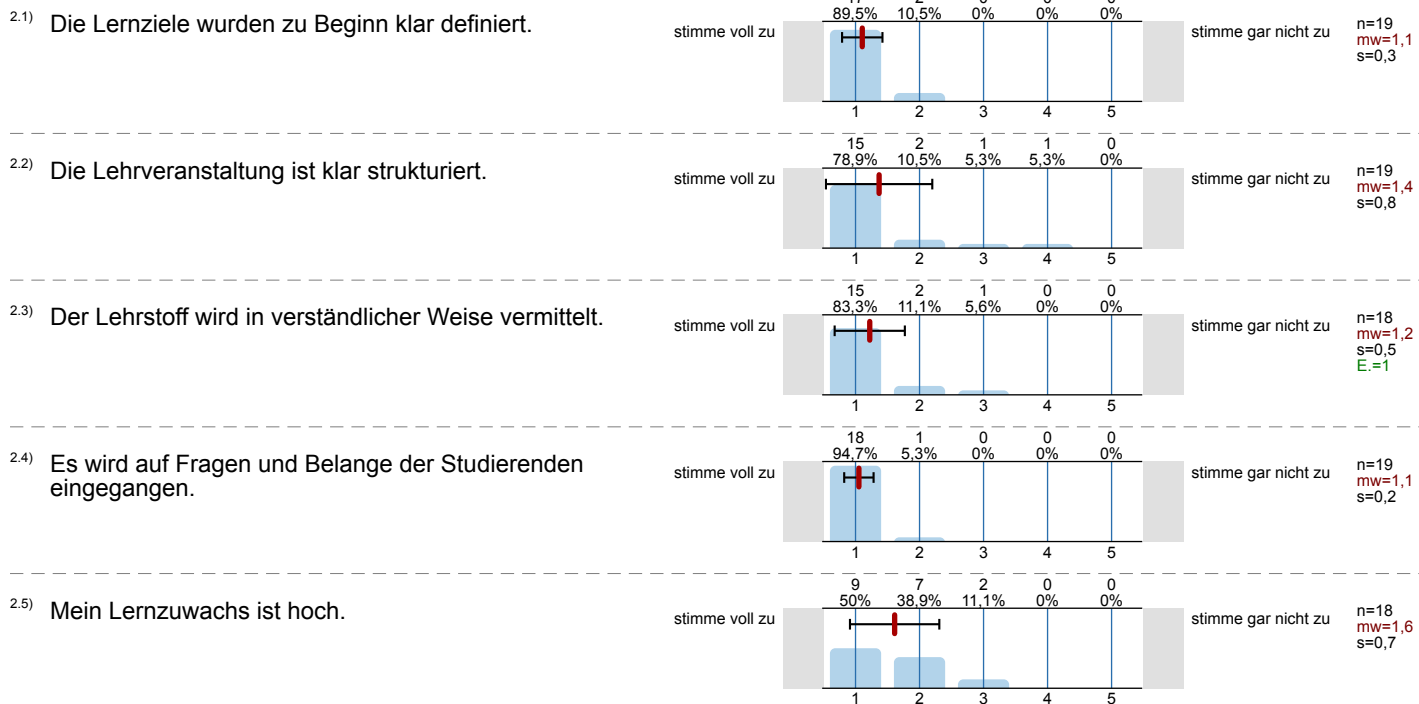 17 2 0 0 0
89,5% 10,5% 0% 0% 0%
2.1) Die Lernziele wurden zu Beginn klar definiert.
stimme voll zu
stimme gar nicht zu
n=19
mw=1,1
s=0,3
1 2 3 4 5
15 2 1 1 0
78,9% 10,5% 5,3% 5,3% 0%
2.2) Die Lehrveranstaltung ist klar strukturiert.
stimme voll zu
stimme gar nicht zu
n=19
mw=1,4
s=0,8
1 2 3 4 5
15 2 1 0 0
83,3% 11,1% 5,6% 0% 0%
2.3) Der Lehrstoff wird in verständlicher Weise vermittelt.
stimme voll zu
stimme gar nicht zu
n=18
mw=1,2
s=0,5
E.=1
1 2 3 4 5
18 1 0 0 0
94,7% 5,3% 0% 0% 0%
2.4) Es wird auf Fragen und Belange der Studierenden
eingegangen.
stimme voll zu
stimme gar nicht zu
n=19
mw=1,1
s=0,2
1 2 3 4 5
9 7 2 0 0
50% 38,9% 11,1% 0% 0%
2.5) Mein Lernzuwachs ist hoch.
stimme voll zu
stimme gar nicht zu
n=18
mw=1,6
s=0,7
1 2 3 4 5